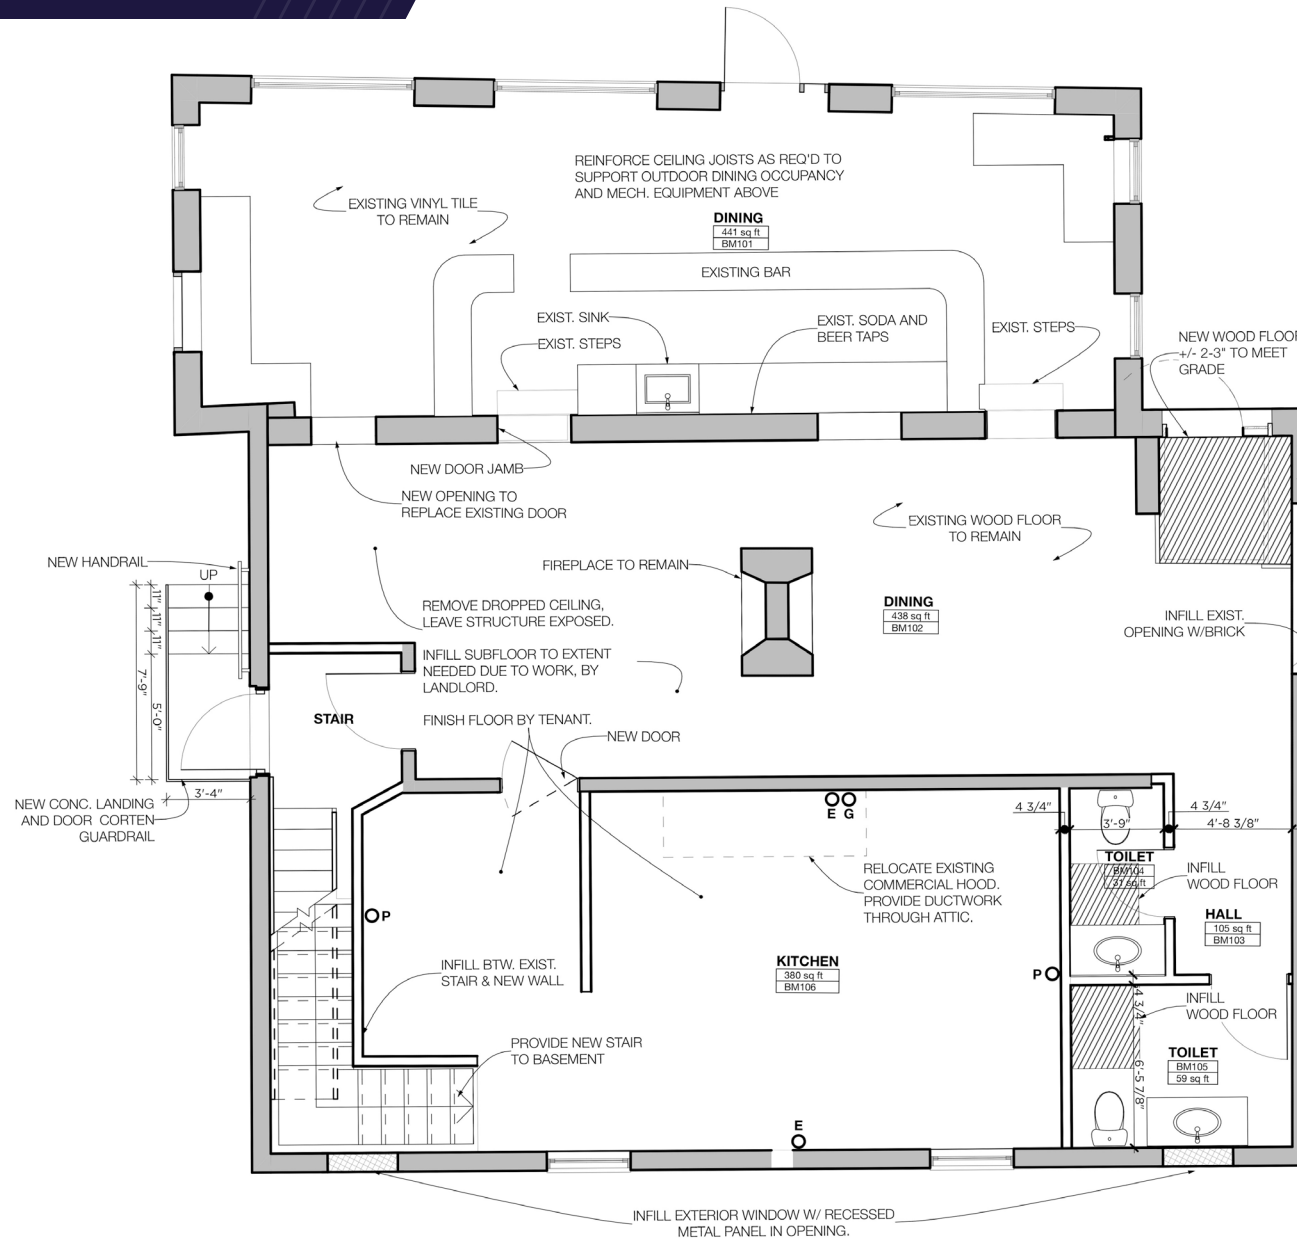 REINFORCE CEILING JOISTS AS REQ'D TO
SUPPORT OUTDOOR DINING OCCUPANCY
AND MECH. EQUIPMENT ABOVE
EXISTING VINYL TILE
TO REMAIN
DINING
441 sq ft
BM101
EXISTING BAR
EXIST. SINK
EXIST. STEPS
EXIST. SODA AND
BEER TAPS
EXIST. STEPS
NEW WOOD FLOOR
+/- 2-3" TO MEET
GRADE
NEW DOOR JAMB
NEW OPENING TO
REPLACE EXISTING DOOR
EXISTING WOOD FLOOR
TO REMAIN
NEW HANDRAIL
UP
FIREPLACE TO REMAIN
11"
11"
11"
7'-9"
5'-0"
3'-4"
REMOVE DROPPED CEILING,
LEAVE STRUCTURE EXPOSED.
DINING
438 sq ft
BM102
INFILL EXIST.
OPENING W/BRICK
INFILL SUBFLOOR TO EXTENT
NEEDED DUE TO WORK, BY
LANDLORD.
STAIR
FINISH FLOOR BY TENANT.
NEW DOOR
NEW CONC. LANDING
AND DOOR CORTEN
GUARDRAIL
E G
4 3/4"
3'-9"
4 3/4"
4'-8 3/8"
TOILET
BM104
31 sq ft
INFILL
WOOD FLOOR
RELOCATE EXISTING
COMMERCIAL HOOD.
PROVIDE DUCTWORK
THROUGH ATTIC.
P
HALL
105 sq ft
BM103
INFILL BTW. EXIST.
STAIR & NEW WALL
KITCHEN
380 sq ft
BM106
P
4 3/4"
INFILL
WOOD FLOOR
PROVIDE NEW STAIR
TO BASEMENT
TOILET
BM105
59 sq ft
6'-5 7/8"
E
INFILL EXTERIOR WINDOW W/ RECESSED
METAL PANEL IN OPENING.